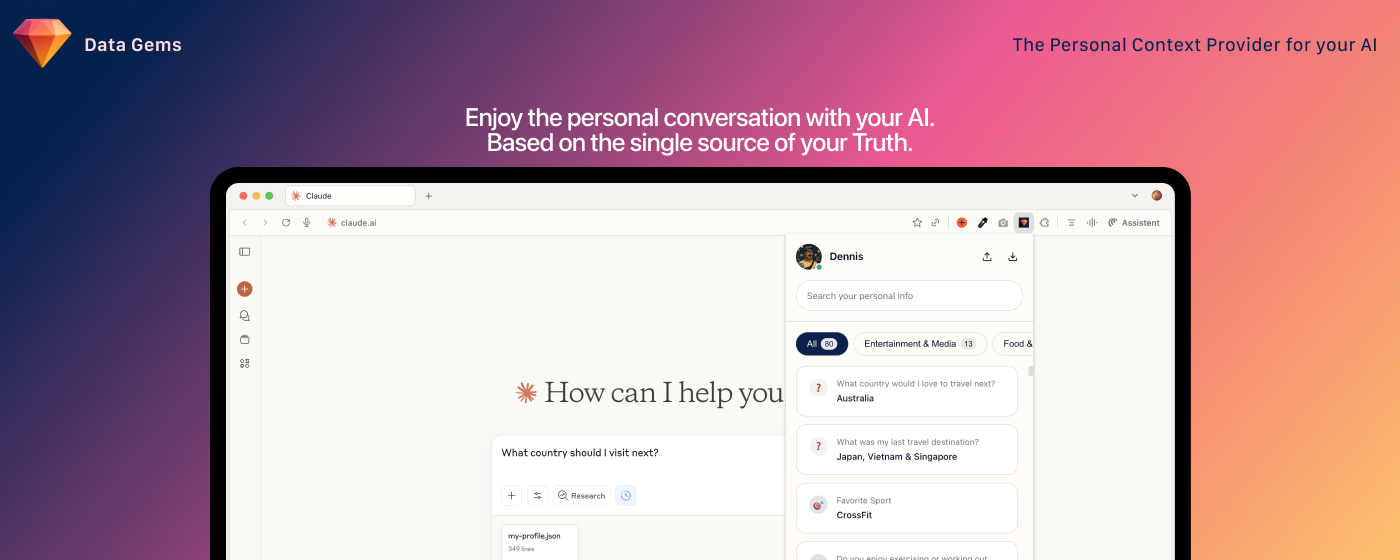 Data Gems
The Personal Context Provider for your AI
Enjoy the personal conversation with your AI.
Based on the single source of your Truth.
Claude
claude.ai
Assistent
Dennis
Search your personal info
All 80 Entertainment & Media 13 Food &
What country would I love to travel next?
Australia
How can I help you
What was my last travel destination?
Japan, Vietnam & Singapore
What country should I visit next?
Research
Favorite Sport
CrossFit
my-profile.json
349 lines
Do you enjoy exercising or working out